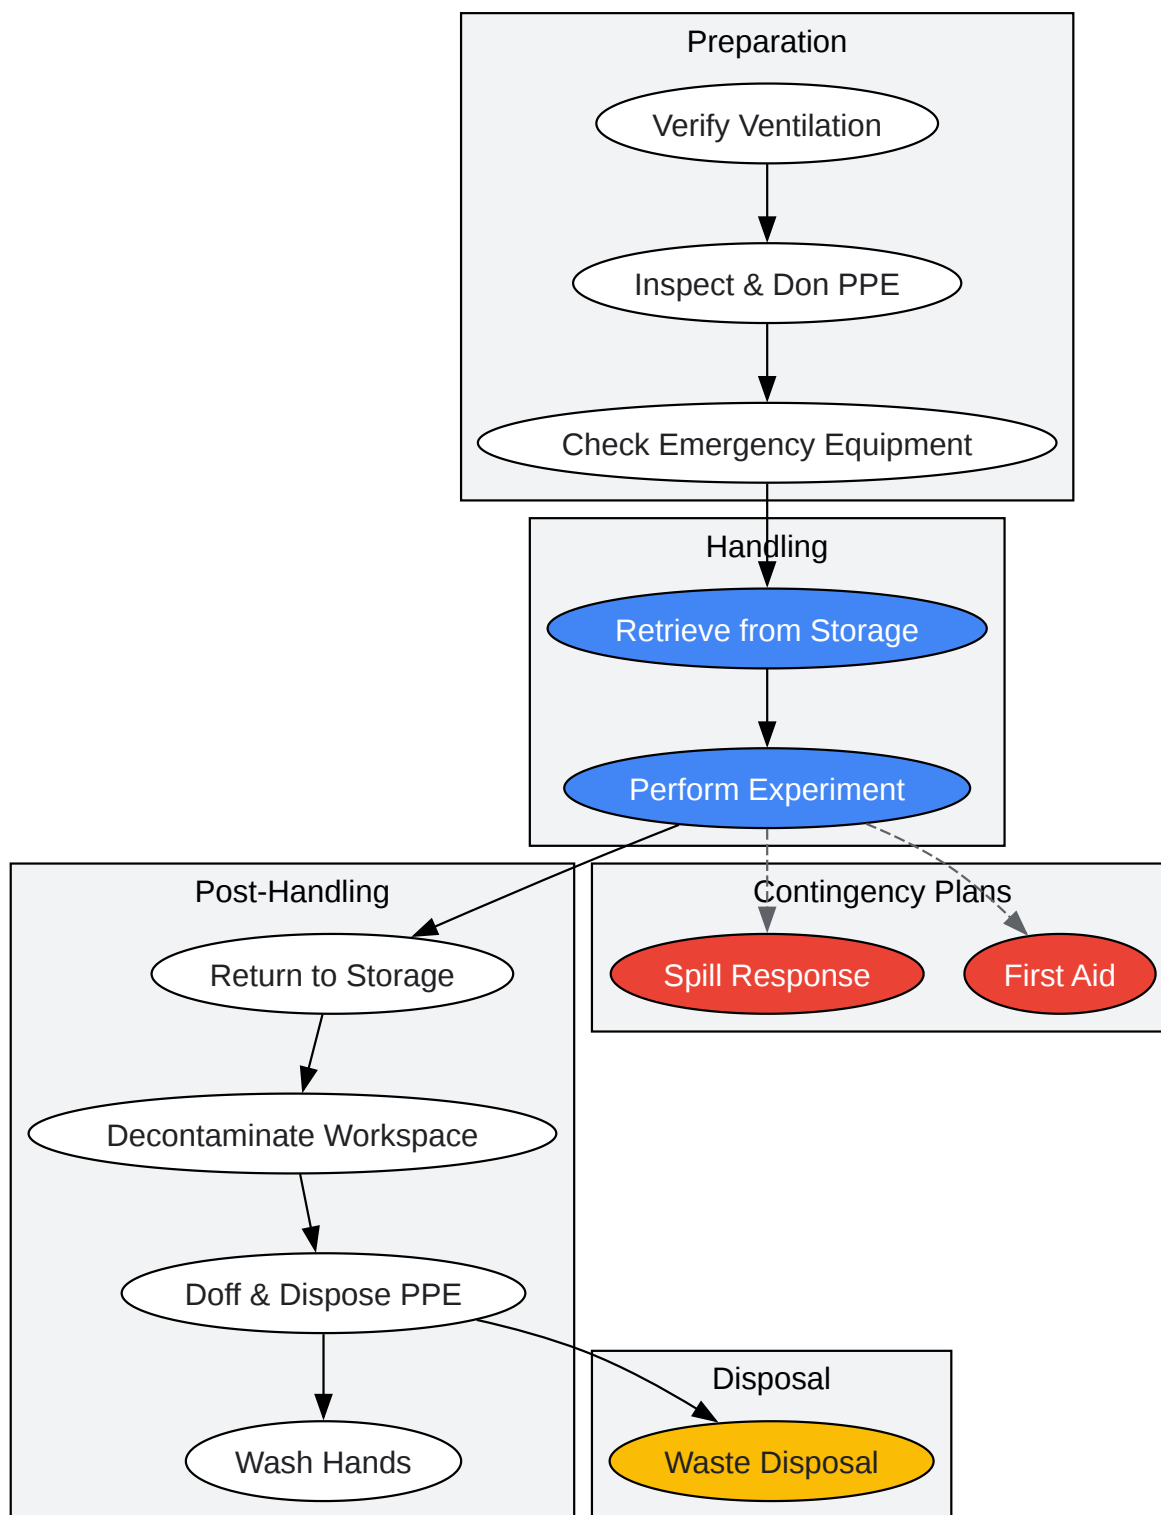 Preparation
Verify Ventilation
Inspect & Don PPE
Check Emergency Equipment
Handling
Retrieve from Storage
Perform Experiment
Post-Handling
Return to Storage
Decontaminate Workspace
Doff & Dispose PPE
Wash Hands
Contingency Plans
Spill Response
First Aid
Disposal
Waste Disposal